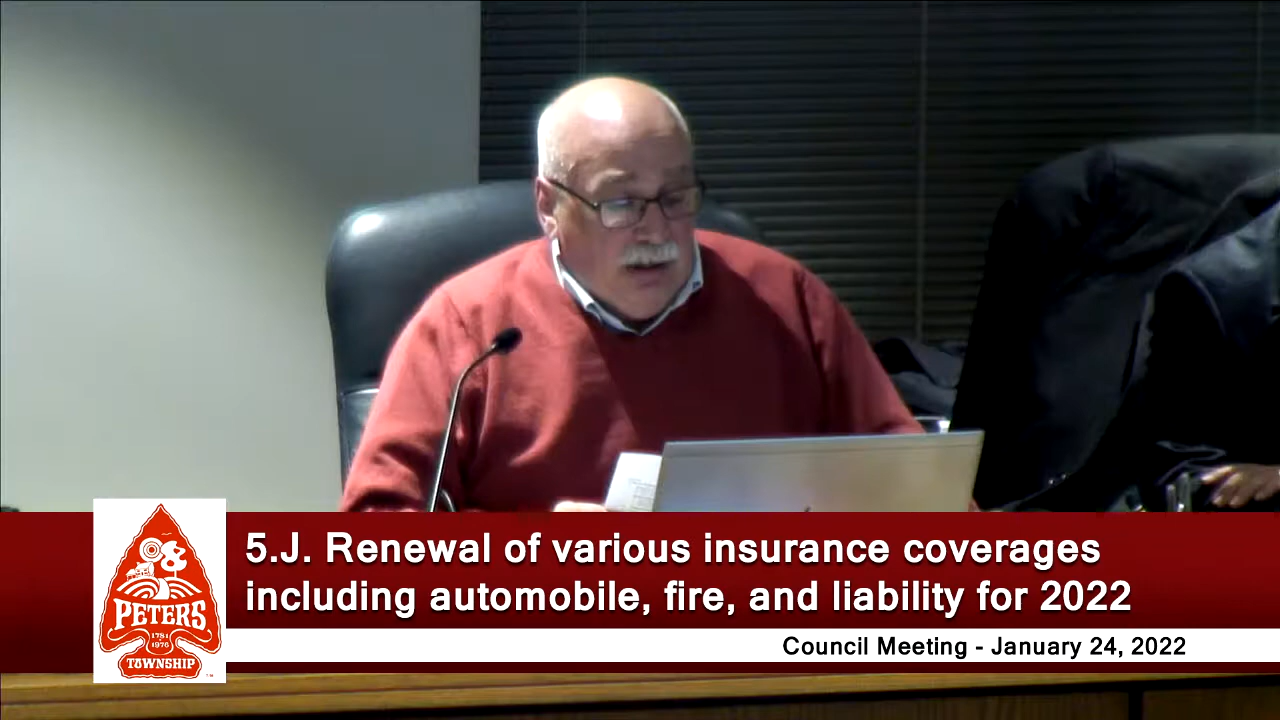 5.J. Renewal of various insurance coverages
including automobile, fire, and liability for 2022
Council Meeting - January 24, 2022
PETERS
1781
1976
TOWNSHIP